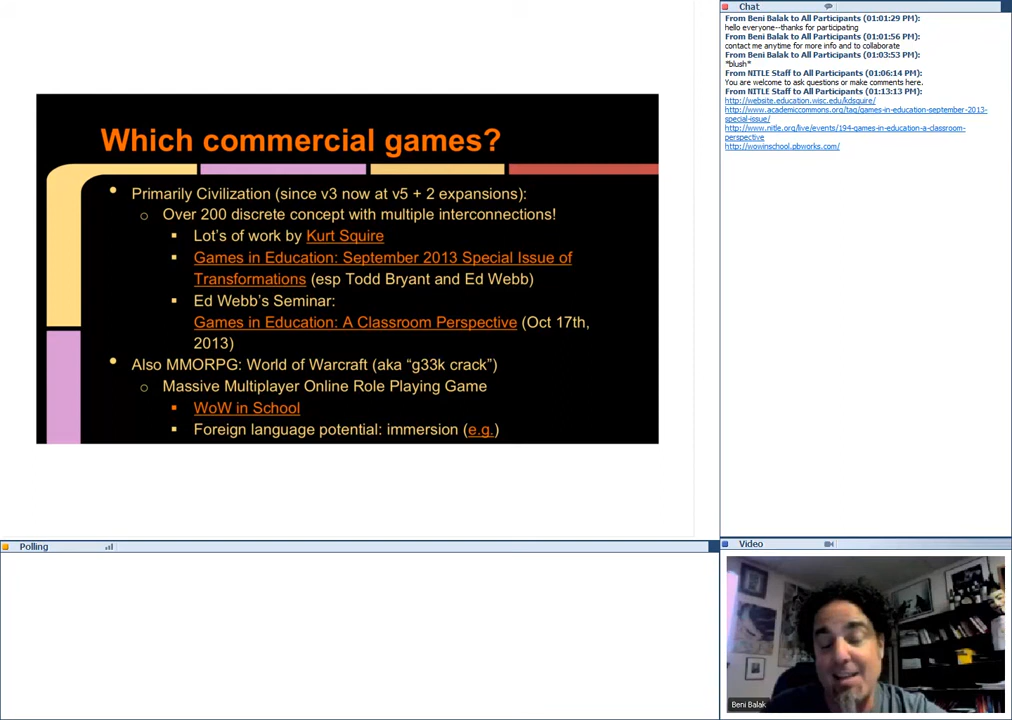 Which commercial games?
Primarily Civilization (since v3 now at v5 + 2 expansions):
Over 200 discrete concept with multiple interconnections!
Lot's of work by Kurt Squire
Games in Education: September 2013 Special Issue of
Transformations (esp Todd Bryant and Ed Webb)
Ed Webb's Seminar:
Games in Education: A Classroom Perspective (Oct 17th,
2013)
Also MMORPG: World of Warcraft (aka "g33k crack")
Massive Multiplayer Online Role Playing Game
WoW in School
Foreign language potential: immersion (e.g.)
Chat
From Beni Balak to All Participants (01:01:29 PM):
hello everyone--thanks for participating
From Beni Balak to All Participants (01:01:56 PM):
contact me anytime for more info and to collaborate
From Beni Balak to All Participants (01:03:53 PM):
*blush*
From NITLE Staff to All Participants (01:06:14 PM):
You are welcome to ask questions or make comments here.
From NITLE Staff to All Participants (01:13:13 PM):
http://website.education.wisc.edu/kdsquire/
http://www.academiccommons.org/tag/games-in-education-september-2013-
special-issue/
http://www.nitle.org/live/events/194-games-in-education-a-classroom-
perspective
http://wowinschool.pbworks.com/
Polling
Video
Beni Balak